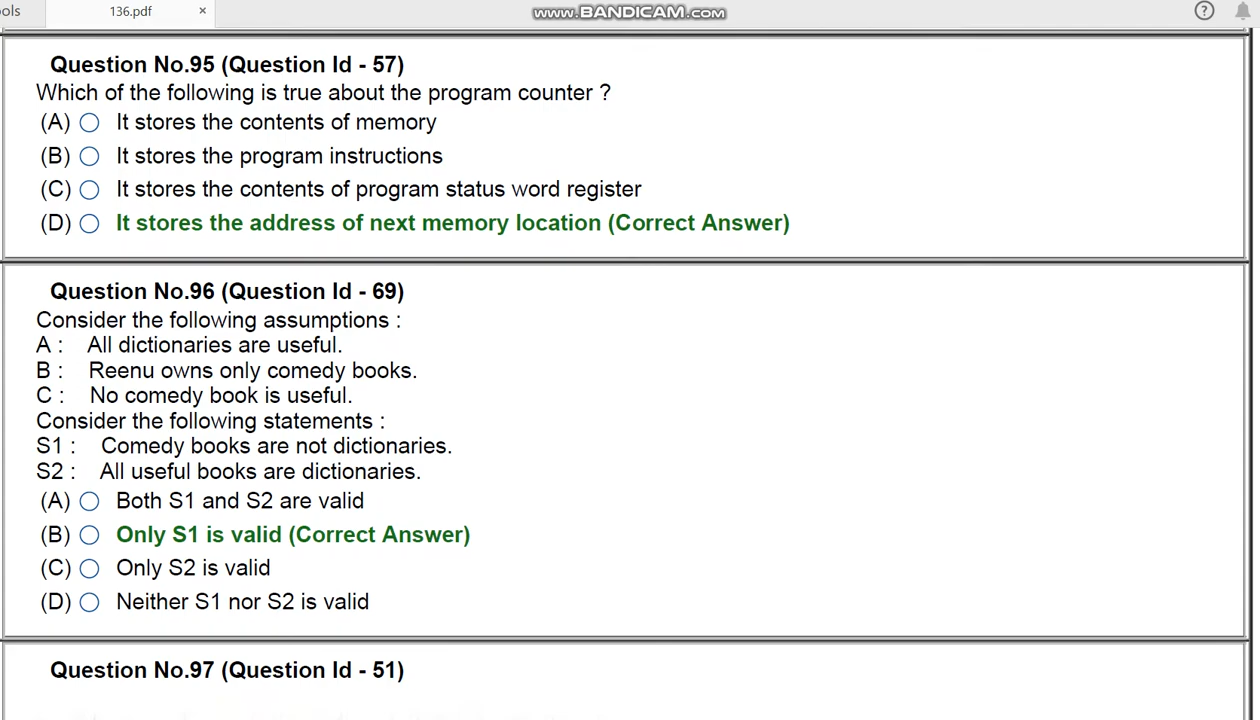 ols 136.pdf × www.BANDICAM.com ?
Question No.95 (Question Id - 57)
Which of the following is true about the program counter ?
(A) It stores the contents of memory
(B) It stores the program instructions
(C) It stores the contents of program status word register
(D) It stores the address of next memory location (Correct Answer)
Question No.96 (Question Id - 69)
Consider the following assumptions :
A : All dictionaries are useful.
B : Reenu owns only comedy books.
C : No comedy book is useful.
Consider the following statements :
S1 : Comedy books are not dictionaries.
S2 : All useful books are dictionaries.
(A) Both S1 and S2 are valid
(B) Only S1 is valid (Correct Answer)
(C) Only S2 is valid
(D) Neither S1 nor S2 is valid
Question No.97 (Question Id - 51)